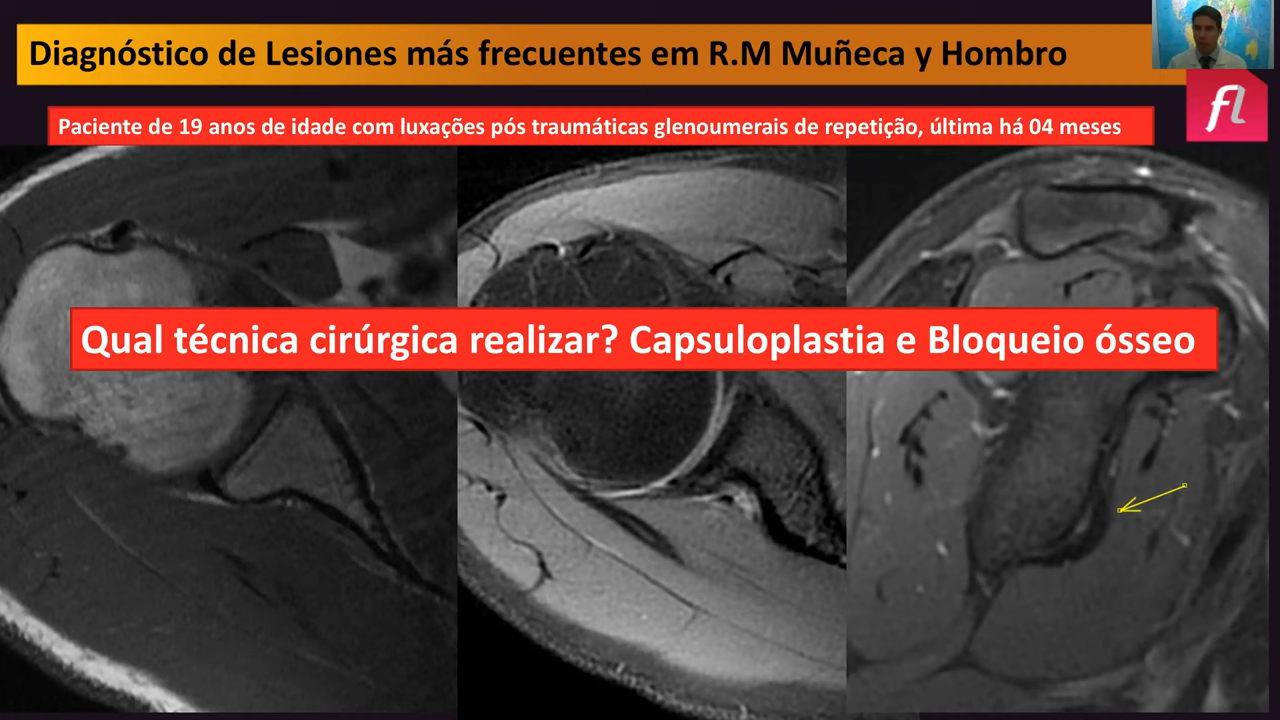 Diagnóstico de Lesiones más frecuentes em R.M Muñeca y Hombro
Paciente de 19 anos de idade com luxações pós traumáticas glenoumerais de repetição, última há 04 meses
fl
Qual técnica cirúrgica realizar? Capsuloplastia e Bloqueio ósseo